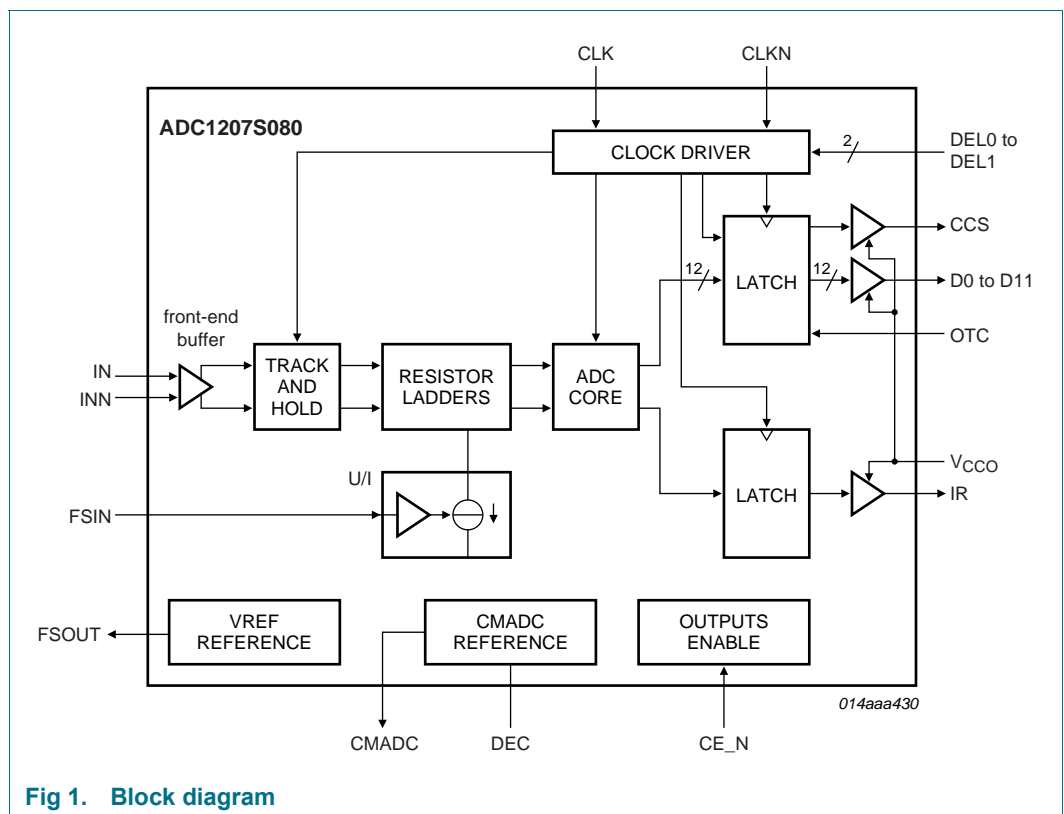 CLK
CLKN
ADC1207S080
CLOCK DRIVER
2
DEL0 to
DEL1
CCS
LATCH
12
12
D0 to D11
OTC
front-end
buffer
IN
INN
TRACK
AND
HOLD
RESISTOR
LADDERS
ADC
CORE
U/I
FSIN
LATCH
VCCO
IR
FSOUT
VREF
REFERENCE
CMADC
REFERENCE
OUTPUTS
ENABLE
014aaa430
CMADC
DEC
CE_N
Fig 1. Block diagram